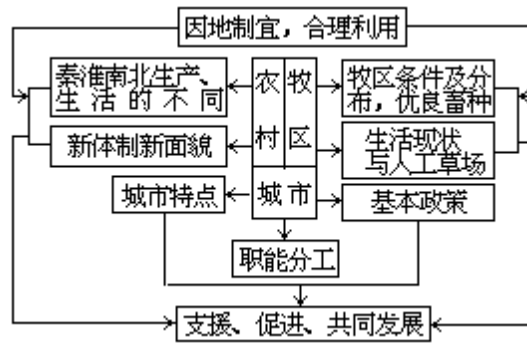 因地制宜，合理利用
秦淮南北生产、
生活的不同
农村
牧区
牧区条件及分
布，优良畜种
新体制新面貌
生活现状
与人工草场
城市特点
城市
基本政策
职能分工
支援、促进、共同发展